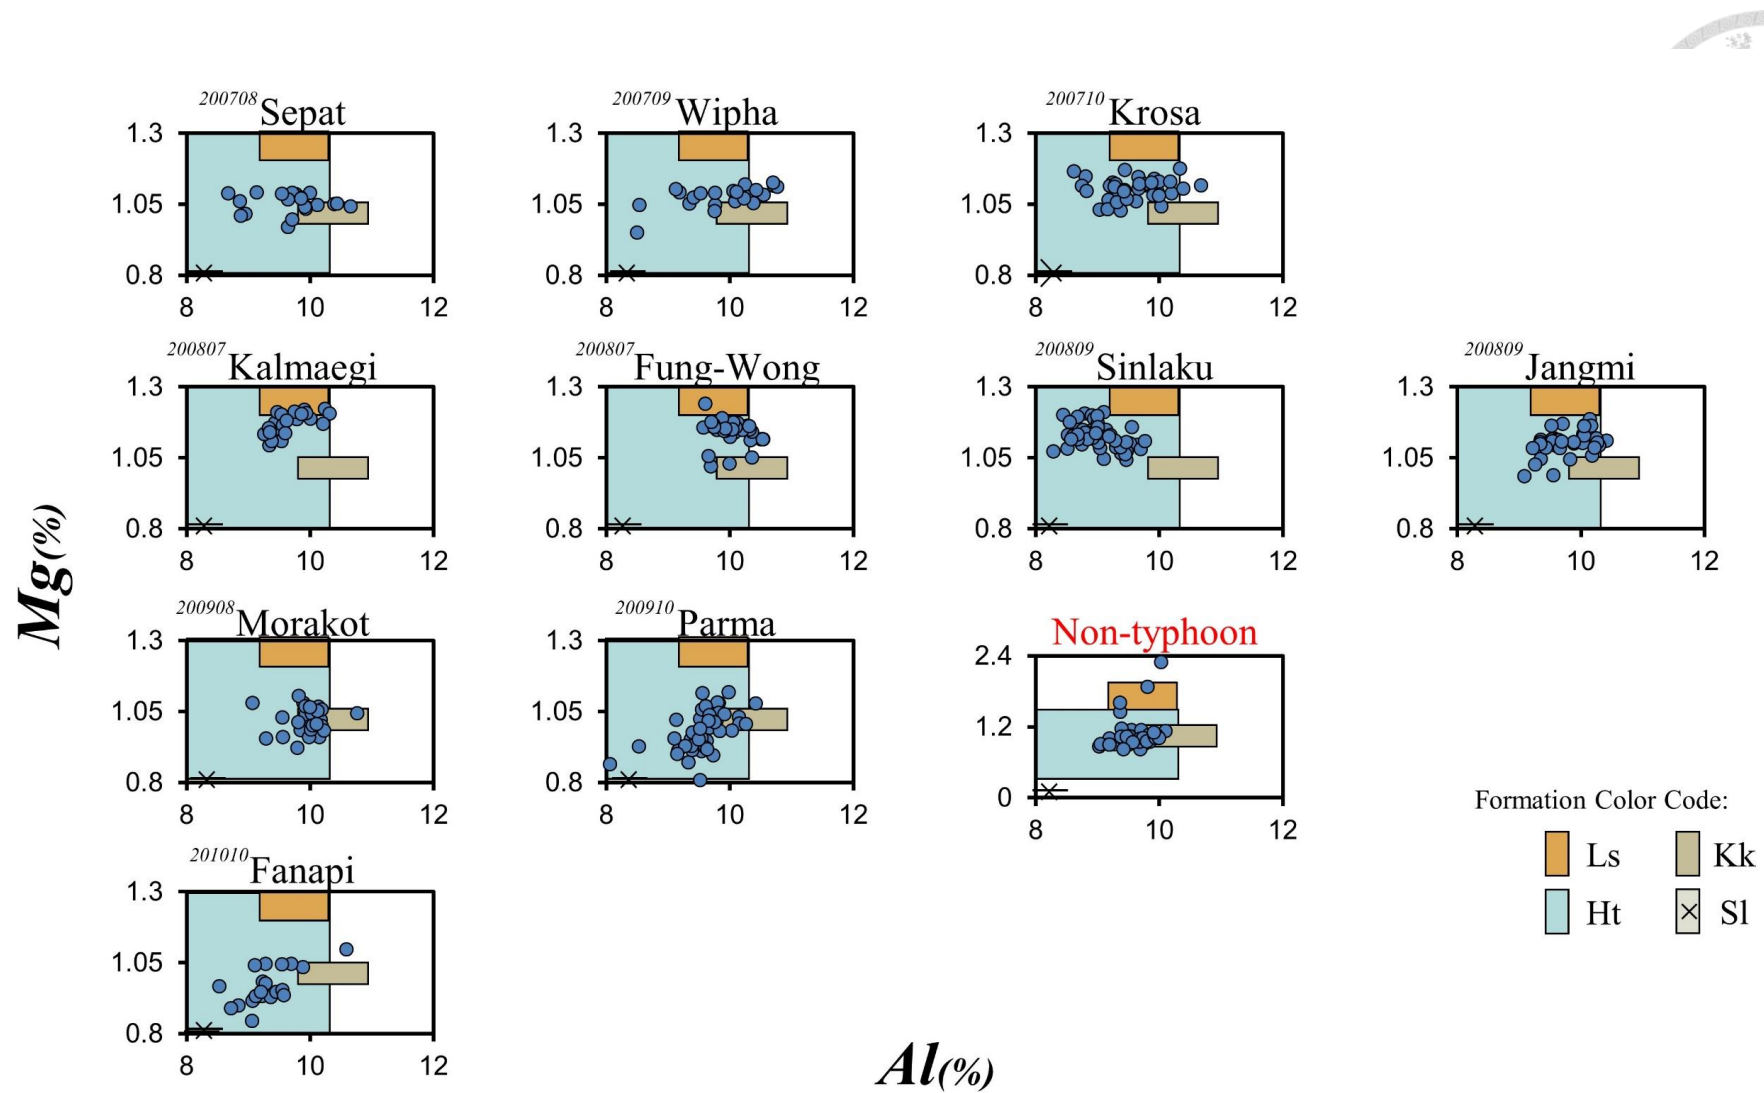 200708 Sepat
200709 Wipha
200710 Krosa
1.3
1.05
0.8
8 10 12
1.3
1.05
0.8
8 10 12
1.3
1.05
0.8
8 10 12
200807 Kalmaegi
200807 Fung-Wong
200809 Sinlaku
200809 Jangmi
1.3
1.05
0.8
8 10 12
1.3
1.05
0.8
8 10 12
1.3
1.05
0.8
8 10 12
1.3
1.05
0.8
8 10 12
Mg(%)
200908 Morakot
200910 Parma
Non-typhoon
1.3
1.05
0.8
8 10 12
1.3
1.05
0.8
8 10 12
2.4
1.2
0
8 10 12
Formation Color Code:
Ls Kk
Ht Sl
201010 Fanapi
1.3
1.05
0.8
8 10 12
Al(%)